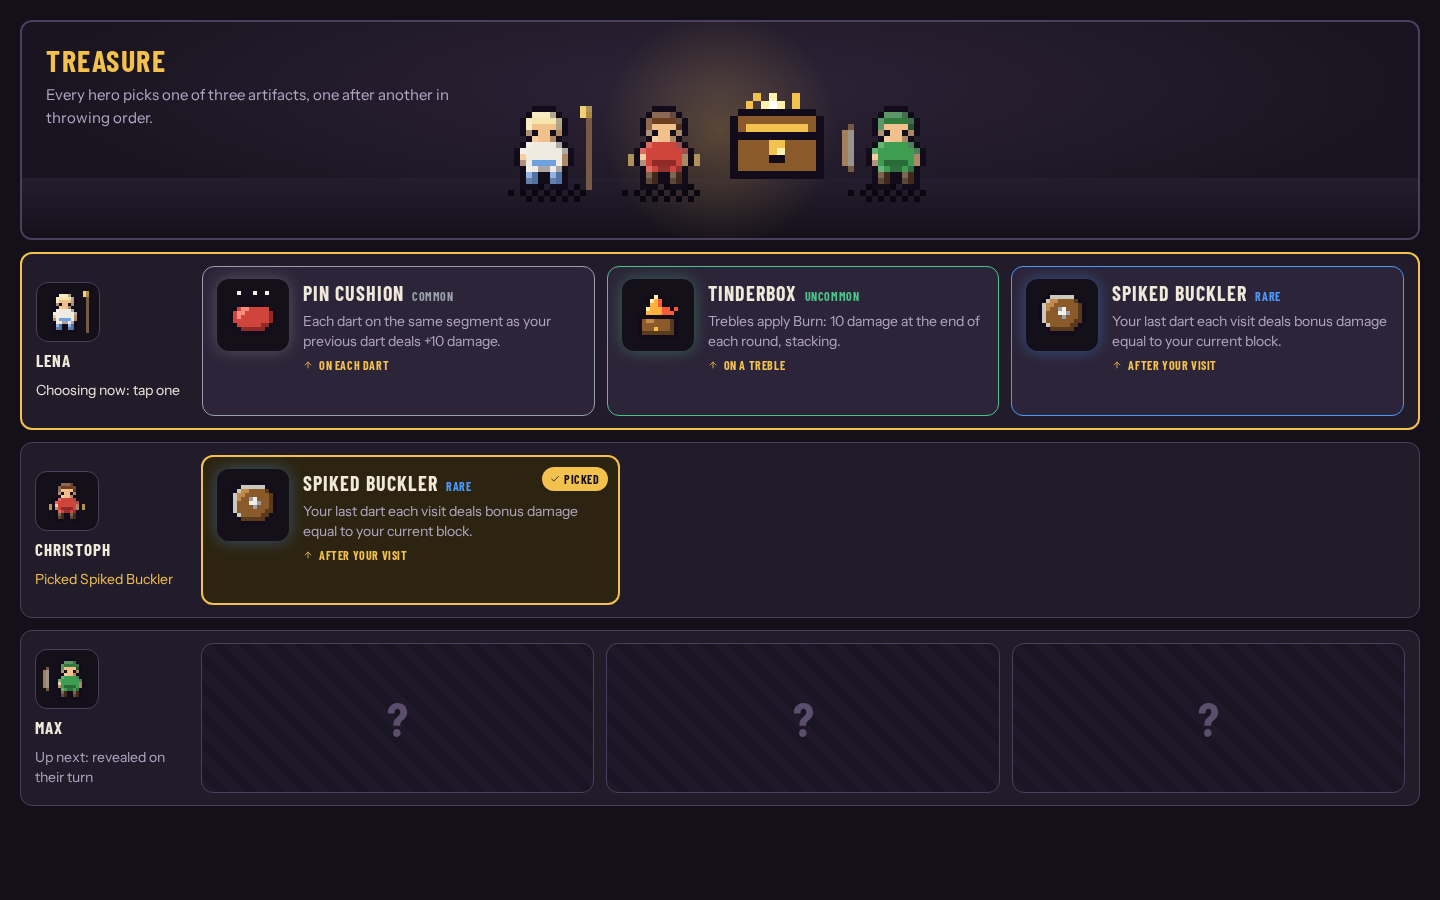 TREASURE
Every hero picks one of three artifacts, one after another in
throwing order.
LENA
Choosing now: tap one
PIN CUSHION COMMON
Each dart on the same segment as your
previous dart deals +10 damage.
↑ ON EACH DART
TINDERBOX UNCOMMON
Trebles apply Burn: 10 damage at the end of
each round, stacking.
↑ ON A TREBLE
SPIKED BUCKLER RARE
Your last dart each visit deals bonus damage
equal to your current block.
↑ AFTER YOUR VISIT
CHRISTOPH
Picked Spiked Buckler
SPIKED BUCKLER RARE
✓ PICKED
Your last dart each visit deals bonus damage
equal to your current block.
↑ AFTER YOUR VISIT
MAX
Up next: revealed on
their turn
?
?
?